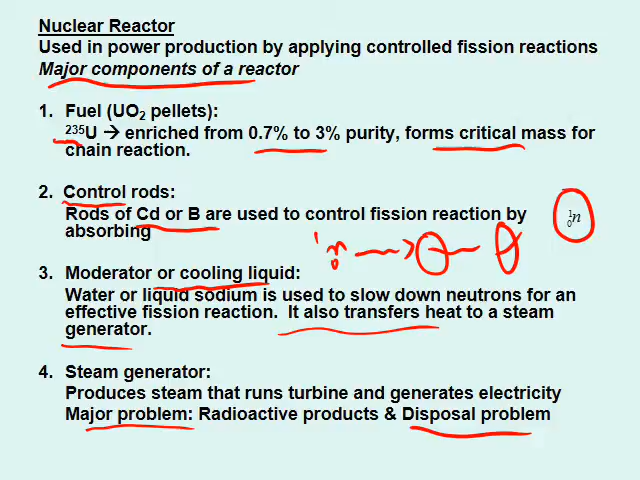 Nuclear Reactor
Used in power production by applying controlled fission reactions
Major components of a reactor
1. Fuel (UO₂ pellets):
²³⁵U → enriched from 0.7% to 3% purity, forms critical mass for
chain reaction.
2. Control rods:
Rods of Cd or B are used to control fission reaction by
absorbing ¹₀n
¹₀n
3. Moderator or cooling liquid:
Water or liquid sodium is used to slow down neutrons for an
effective fission reaction. It also transfers heat to a steam
generator.
4. Steam generator:
Produces steam that runs turbine and generates electricity
Major problem: Radioactive products & Disposal problem